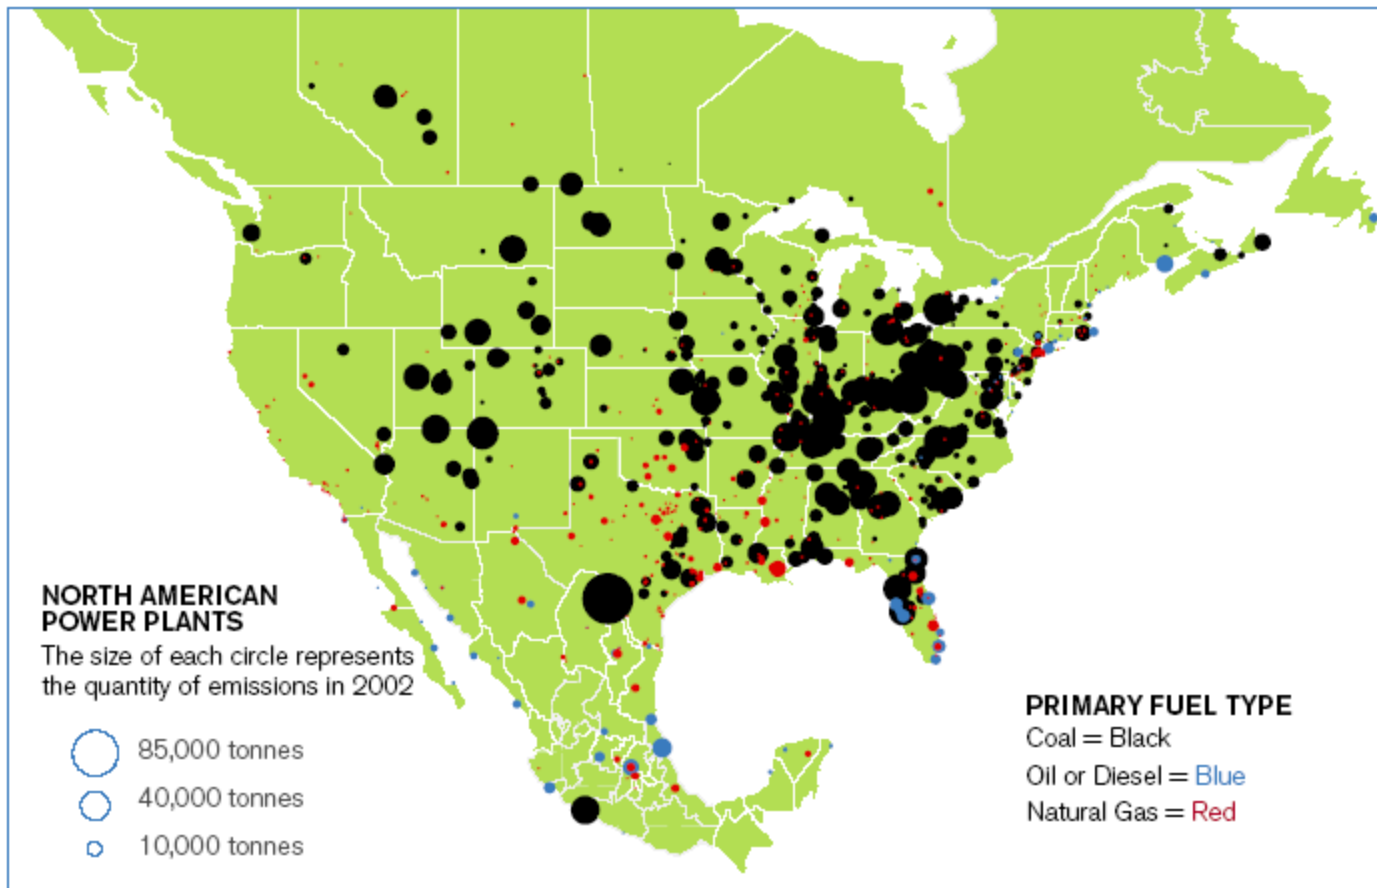 NORTH AMERICAN
POWER PLANTS
The size of each circle represents
the quantity of emissions in 2002
85,000 tonnes
40,000 tonnes
10,000 tonnes
PRIMARY FUEL TYPE
Coal = Black
Oil or Diesel = Blue
Natural Gas = Red